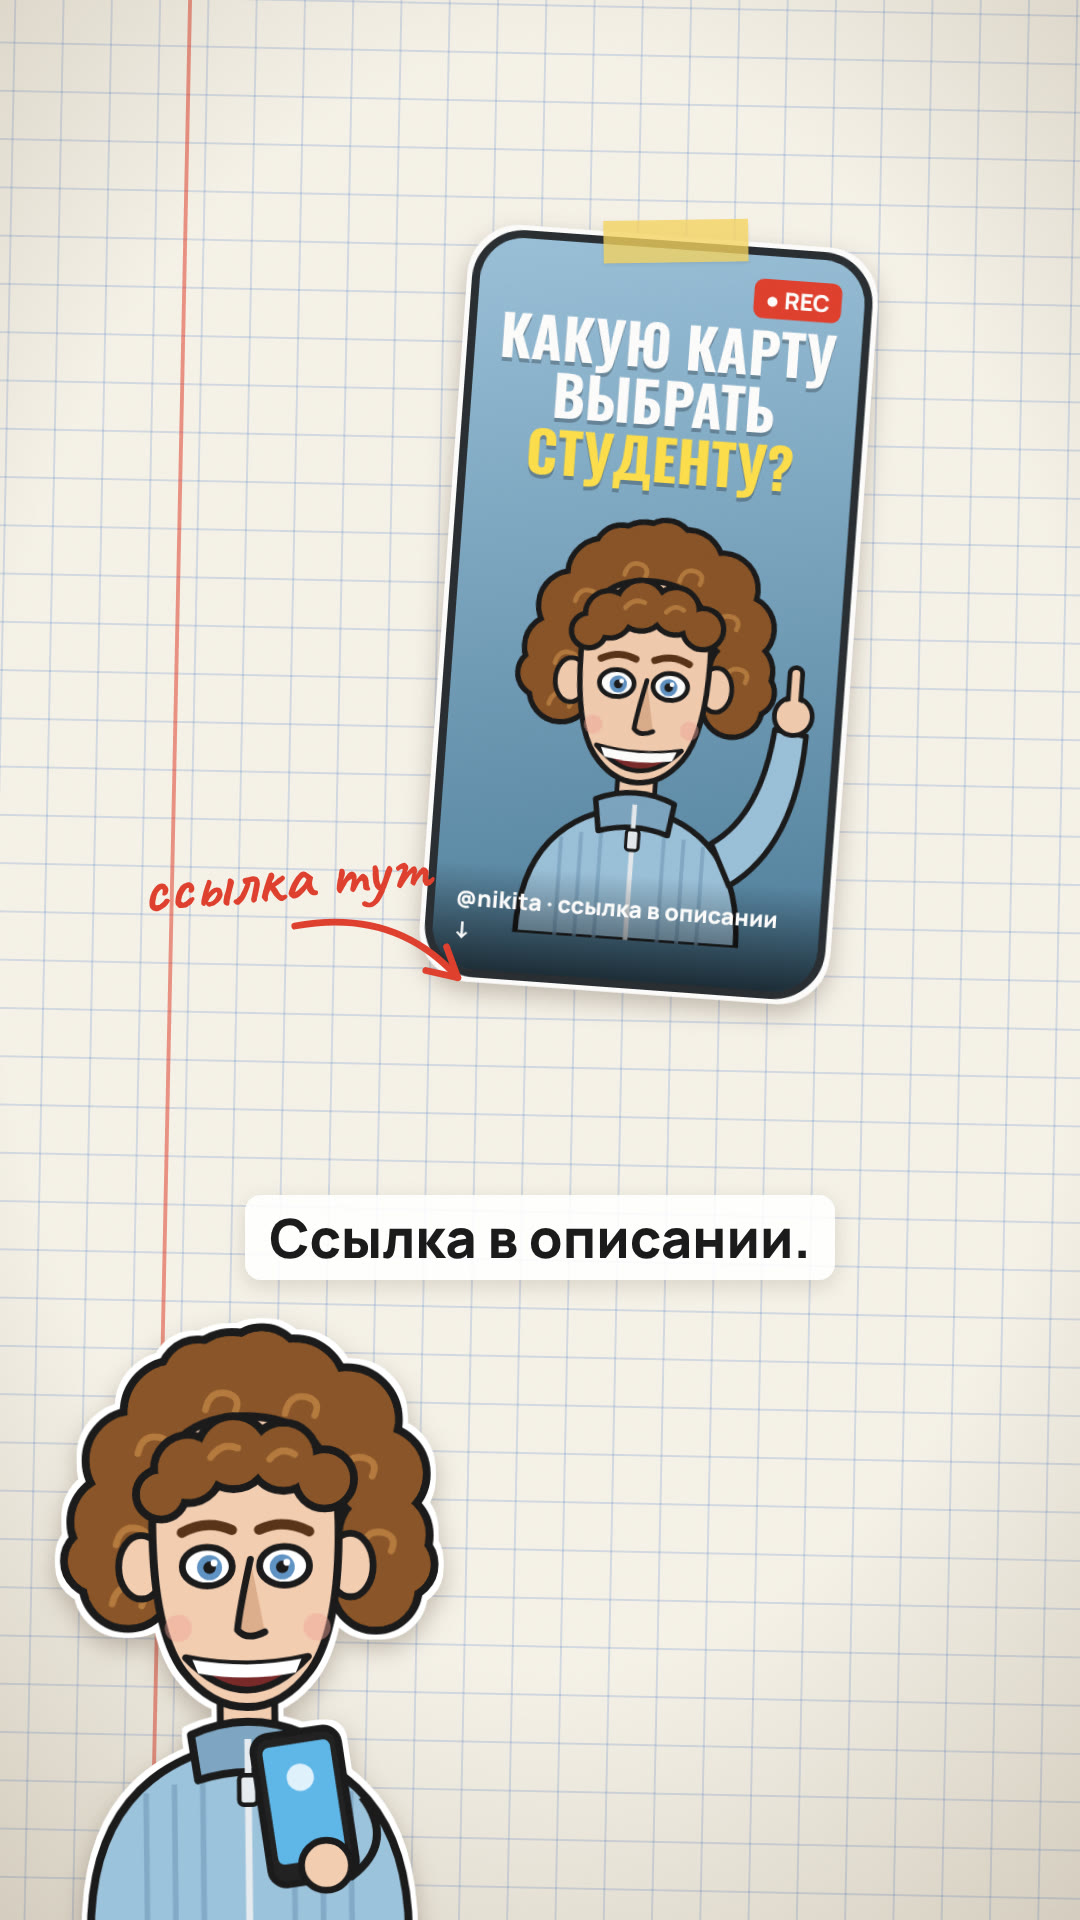 ● REC
КАКУЮ КАРТУ
ВЫБРАТЬ
СТУДЕНТУ?
ссылка тут
@nikita · ссылка в описании
↓
Ссылка в описании.